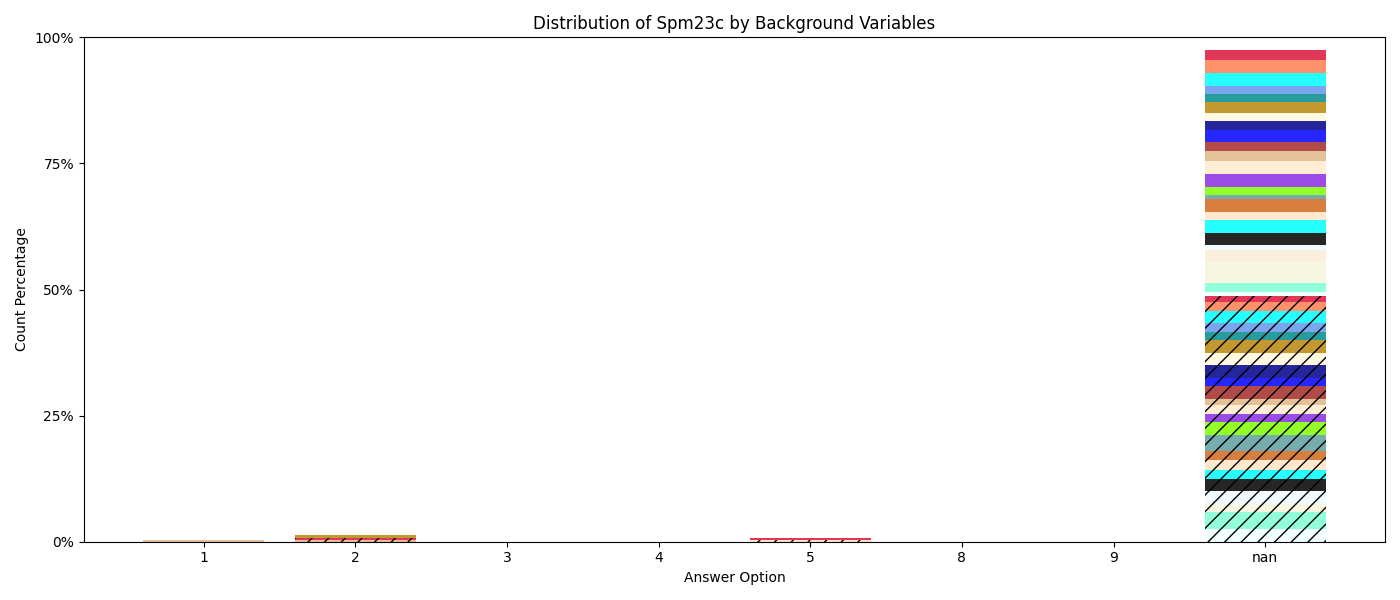 Distribution of Spm23c by Background Variables
100%
75%
50%
25%
0%
Count Percentage
1 2 3 4 5 8 9 nan
Answer Option